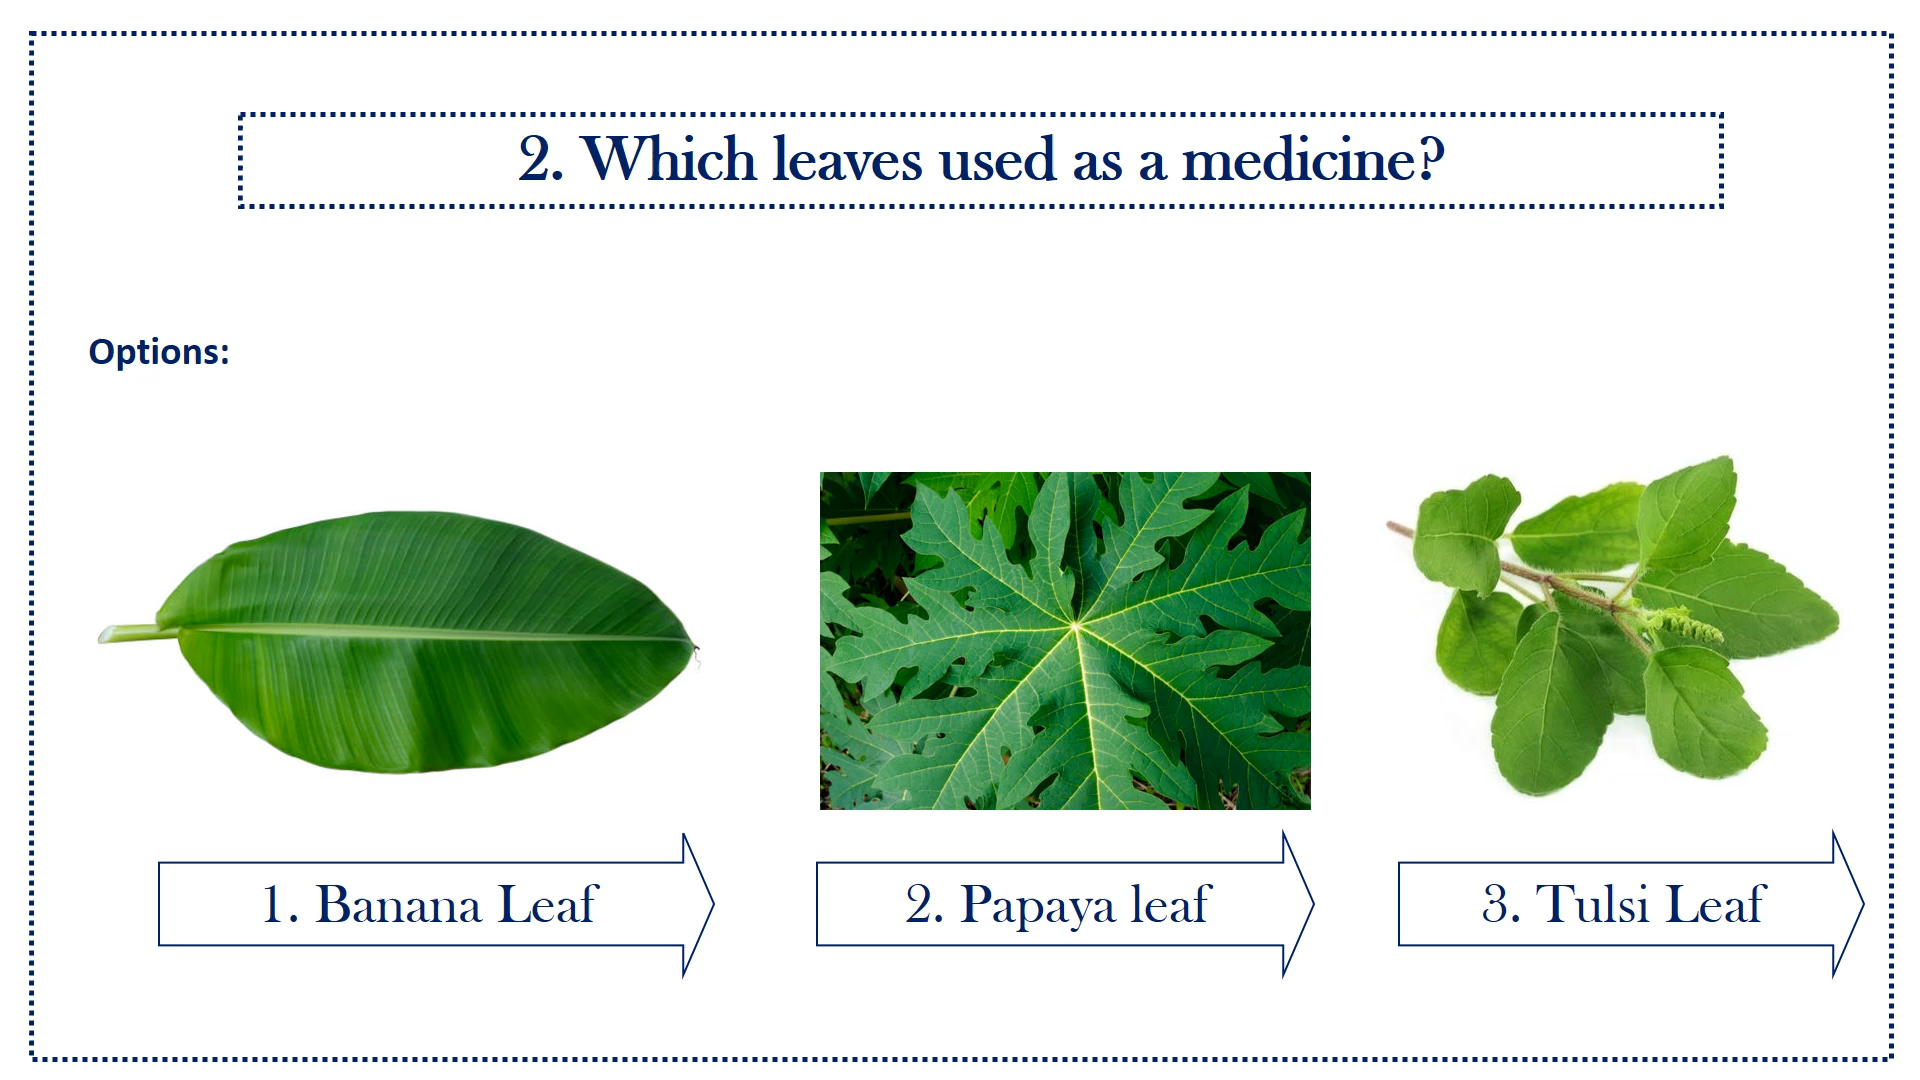 2. Which leaves used as a medicine?
Options:
1. Banana Leaf
2. Papaya leaf
3. Tulsi Leaf